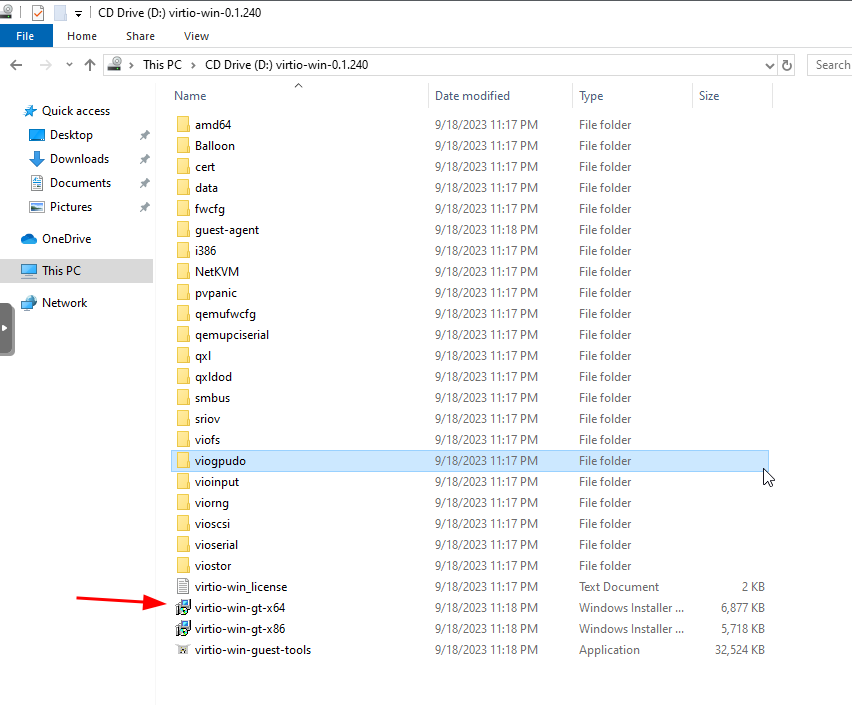 CD Drive (D:) virtio-win-0.1.240
File Home Share View
This PC CD Drive (D:) virtio-win-0.1.240 Search
Name Date modified Type Size
Quick access
Desktop
Downloads
Documents
Pictures
OneDrive
This PC
Network
amd64 9/18/2023 11:17 PM File folder
Balloon 9/18/2023 11:17 PM File folder
cert 9/18/2023 11:17 PM File folder
data 9/18/2023 11:17 PM File folder
fwcfg 9/18/2023 11:17 PM File folder
guest-agent 9/18/2023 11:18 PM File folder
i386 9/18/2023 11:17 PM File folder
NetKVM 9/18/2023 11:17 PM File folder
pvpanic 9/18/2023 11:17 PM File folder
qemufwcfg 9/18/2023 11:17 PM File folder
qemupciserial 9/18/2023 11:17 PM File folder
qxl 9/18/2023 11:17 PM File folder
qxldod 9/18/2023 11:17 PM File folder
smbus 9/18/2023 11:17 PM File folder
sriov 9/18/2023 11:17 PM File folder
viofs 9/18/2023 11:17 PM File folder
viogpudo 9/18/2023 11:17 PM File folder
vioinput 9/18/2023 11:17 PM File folder
viorng 9/18/2023 11:17 PM File folder
vioscsi 9/18/2023 11:17 PM File folder
vioserial 9/18/2023 11:17 PM File folder
viostor 9/18/2023 11:17 PM File folder
virtio-win_license 9/18/2023 11:17 PM Text Document 2 KB
virtio-win-gt-x64 9/18/2023 11:18 PM Windows Installer ... 6,877 KB
virtio-win-gt-x86 9/18/2023 11:18 PM Windows Installer ... 5,718 KB
virtio-win-guest-tools 9/18/2023 11:18 PM Application 32,524 KB